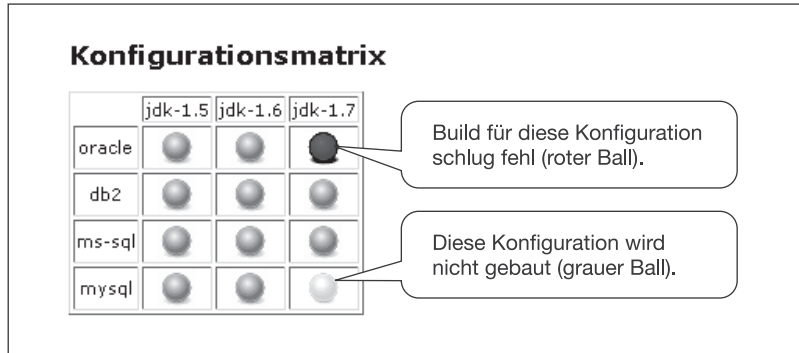 Konfigurationsmatrix
jdk-1.5 jdk-1.6 jdk-1.7
oracle
Build für diese Konfiguration
schlug fehl (roter Ball).
db2
ms-sql
Diese Konfiguration wird
nicht gebaut (grauer Ball).
mysql